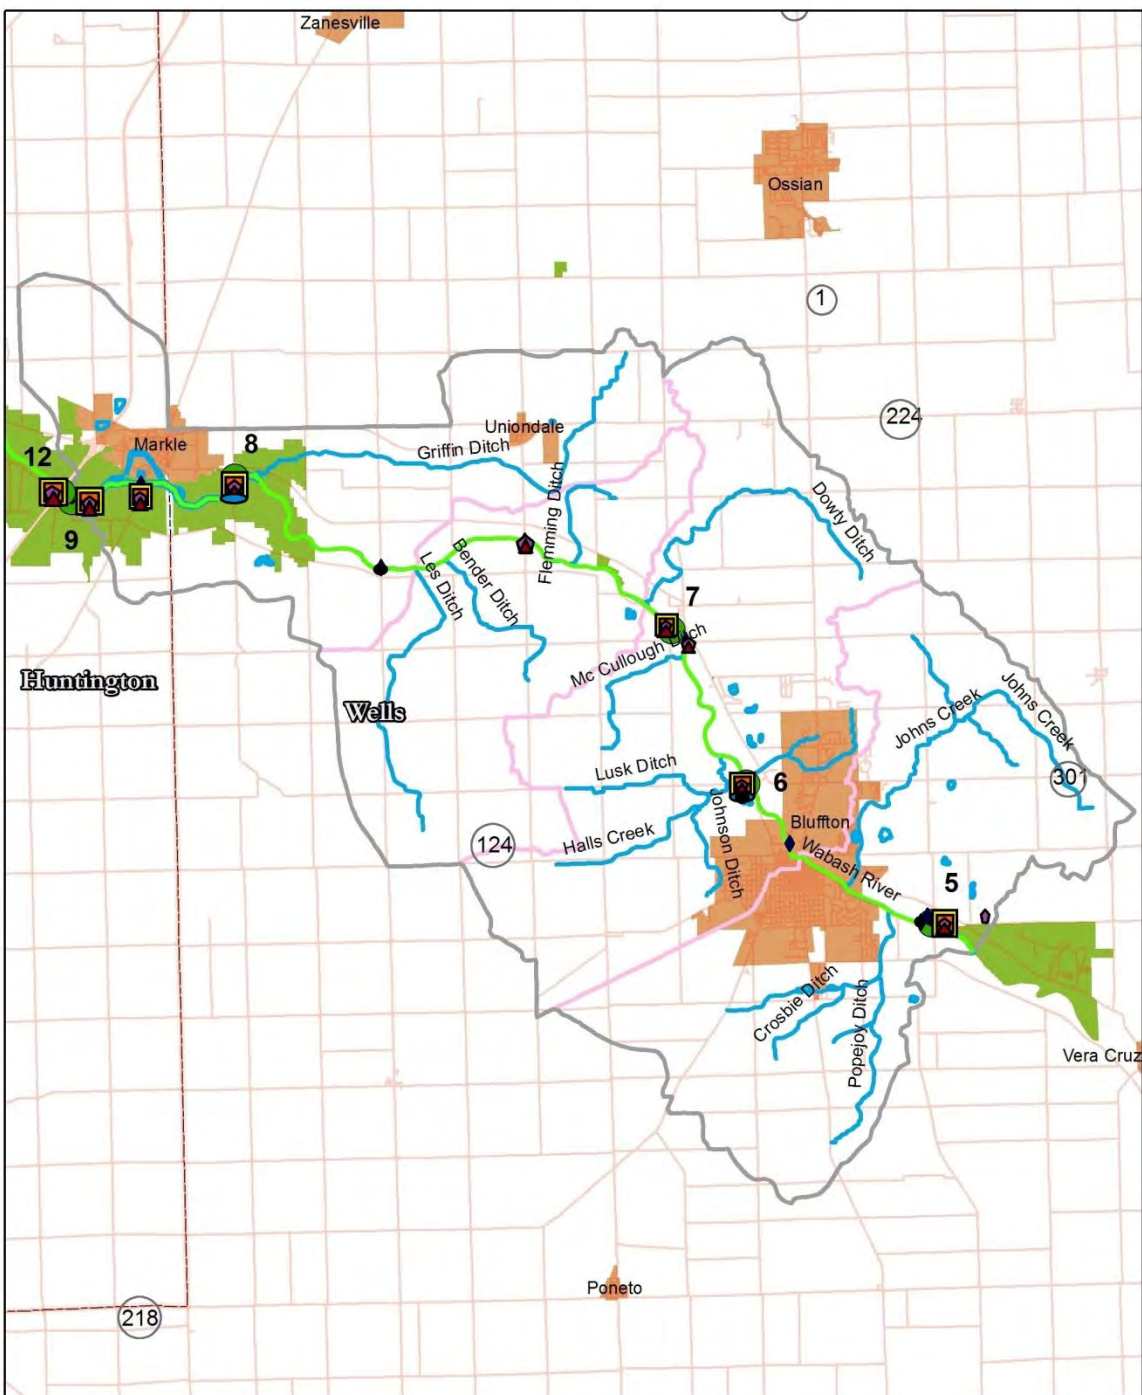 Zanesville
Ossian
1
224
Uniondale
Markle
8
Griffin Ditch
12
Flemming Ditch
Dowty Ditch
9
Bender Ditch
Les Ditch
7
Mc Cullough Ditch
Huntington
Wells
Johns Creek
Johns Creek
Lusk Ditch
301
6
Johnson Ditch
Bluffton
124
Halls Creek
Wabash River
5
Crosbie Ditch
Popejoy Ditch
Vera Cruz
Poneto
218